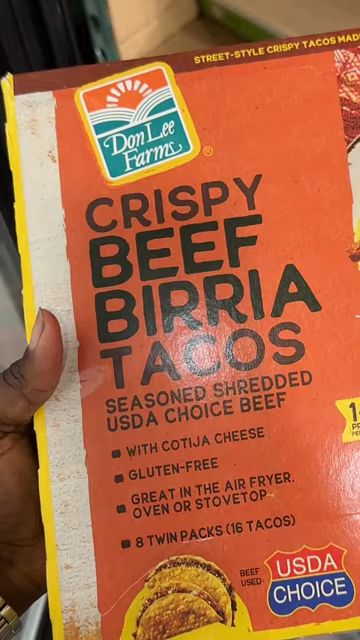 STREET-STYLE CRISPY TACOS MAD
Don Lee
Farms
®
CRISPY
BEEF
BIRRIA
TACOS
SEASONED SHREDDED
USDA CHOICE BEEF
WITH COTIJA CHEESE
GLUTEN-FREE
GREAT IN THE AIR FRYER,
OVEN OR STOVETOP
8 TWIN PACKS (16 TACOS)
BEEF
USED:
USDA
CHOICE